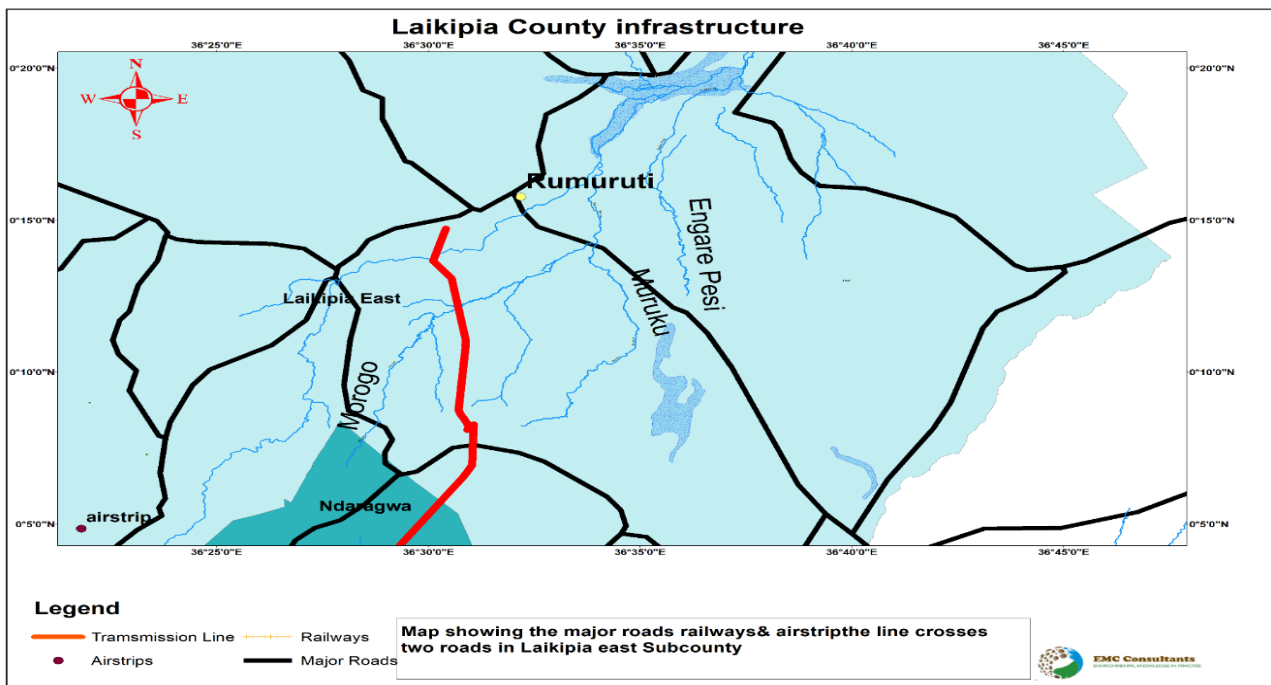 Laikipia County infrastructure
36°25'0"E 36°30'0"E 36°35'0"E 36°40'0"E 36°45'0"E
0°20'0"N 0°20'0"N
N
W E
S
Rumuruti
0°15'0"N 0°15'0"N
Engare Pesi
Muruku
Laikipia East
0°10'0"N 0°10'0"N
Morogo
Ndaragwa
airstrip
0°5'0"N 0°5'0"N
36°25'0"E 36°30'0"E 36°35'0"E 36°40'0"E 36°45'0"E
Legend
Tramsmission Line Railways
Airstrips Major Roads
Map showing the major roads railways& airstripthe line crosses
two roads in Laikipia east Subcounty
EMC Consultants
ENVIRONMENTAL KNOWLEDGE IN PRACTISE